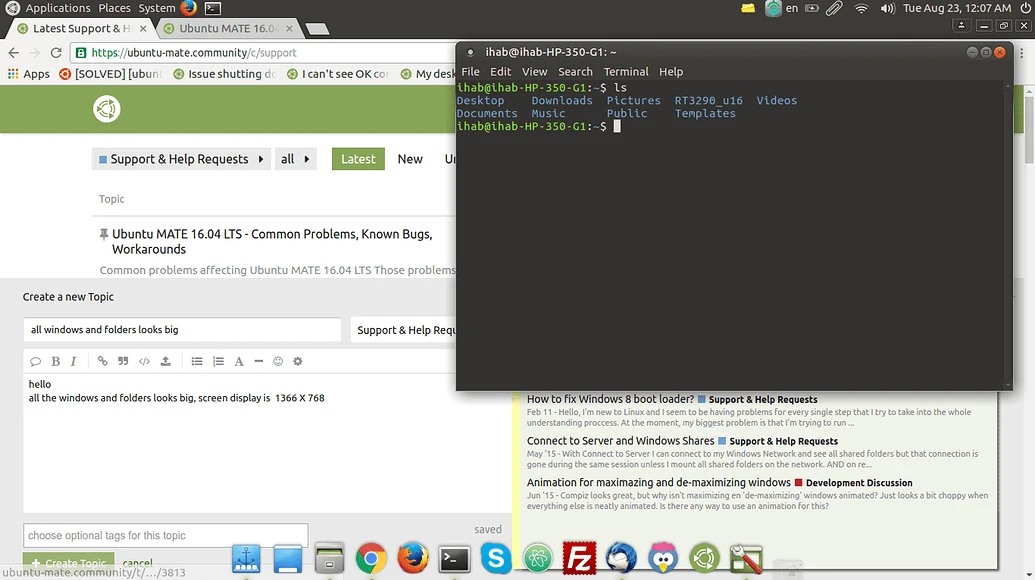 Applications Places System en Tue Aug 23, 12:07 AM
Latest Support & H
Ubuntu MATE 16.04
https://ubuntu-mate.community/c/support
Apps [SOLVED] [ubunt Issue shutting do I can't see OK cor My desk
Support & Help Requests all Latest New Un
Topic
Ubuntu MATE 16.04 LTS - Common Problems, Known Bugs,
Workarounds
Common problems affecting Ubuntu MATE 16.04 LTS Those problems
ihab@ihab-HP-350-G1: ~
File Edit View Search Terminal Help
ihab@ihab-HP-350-G1:~$ ls
Desktop Downloads Pictures RT3290_u16 Videos
Documents Music Public Templates
ihab@ihab-HP-350-G1:~$
Create a new Topic
all windows and folders looks big
Support & Help Requ
B I A
hello
all the windows and folders looks big, screen display is 1366 X 768
How to fix Windows 8 boot loader? Support & Help Requests
Feb 11 - Hello, I'm new to Linux and I seem to be having problems for every single step that I try to take into the whole
learning proccess. At the moment, my biggest problem is that I'm trying to run ...
Connect to Server and Windows Shares Support & Help Requests
May '15 - With Connect to Server I can connect to my Windows Network and see all shared folders but that connection is
gone during the same session unless I mount all shared folders on the network. AND on re...
Animation for maximazing and de-maximizing windows Development Discussion
Jun '15 - Compiz looks great, but why isn't maximizing en 'de-maximizing' windows animated? Just looks a bit choppy when
everything else is neatly animated. Is there any way to use an animation for this?
saved
choose optional tags for this topic
+ Create Topic cancel
ubuntu-mate.community/t/.../3813